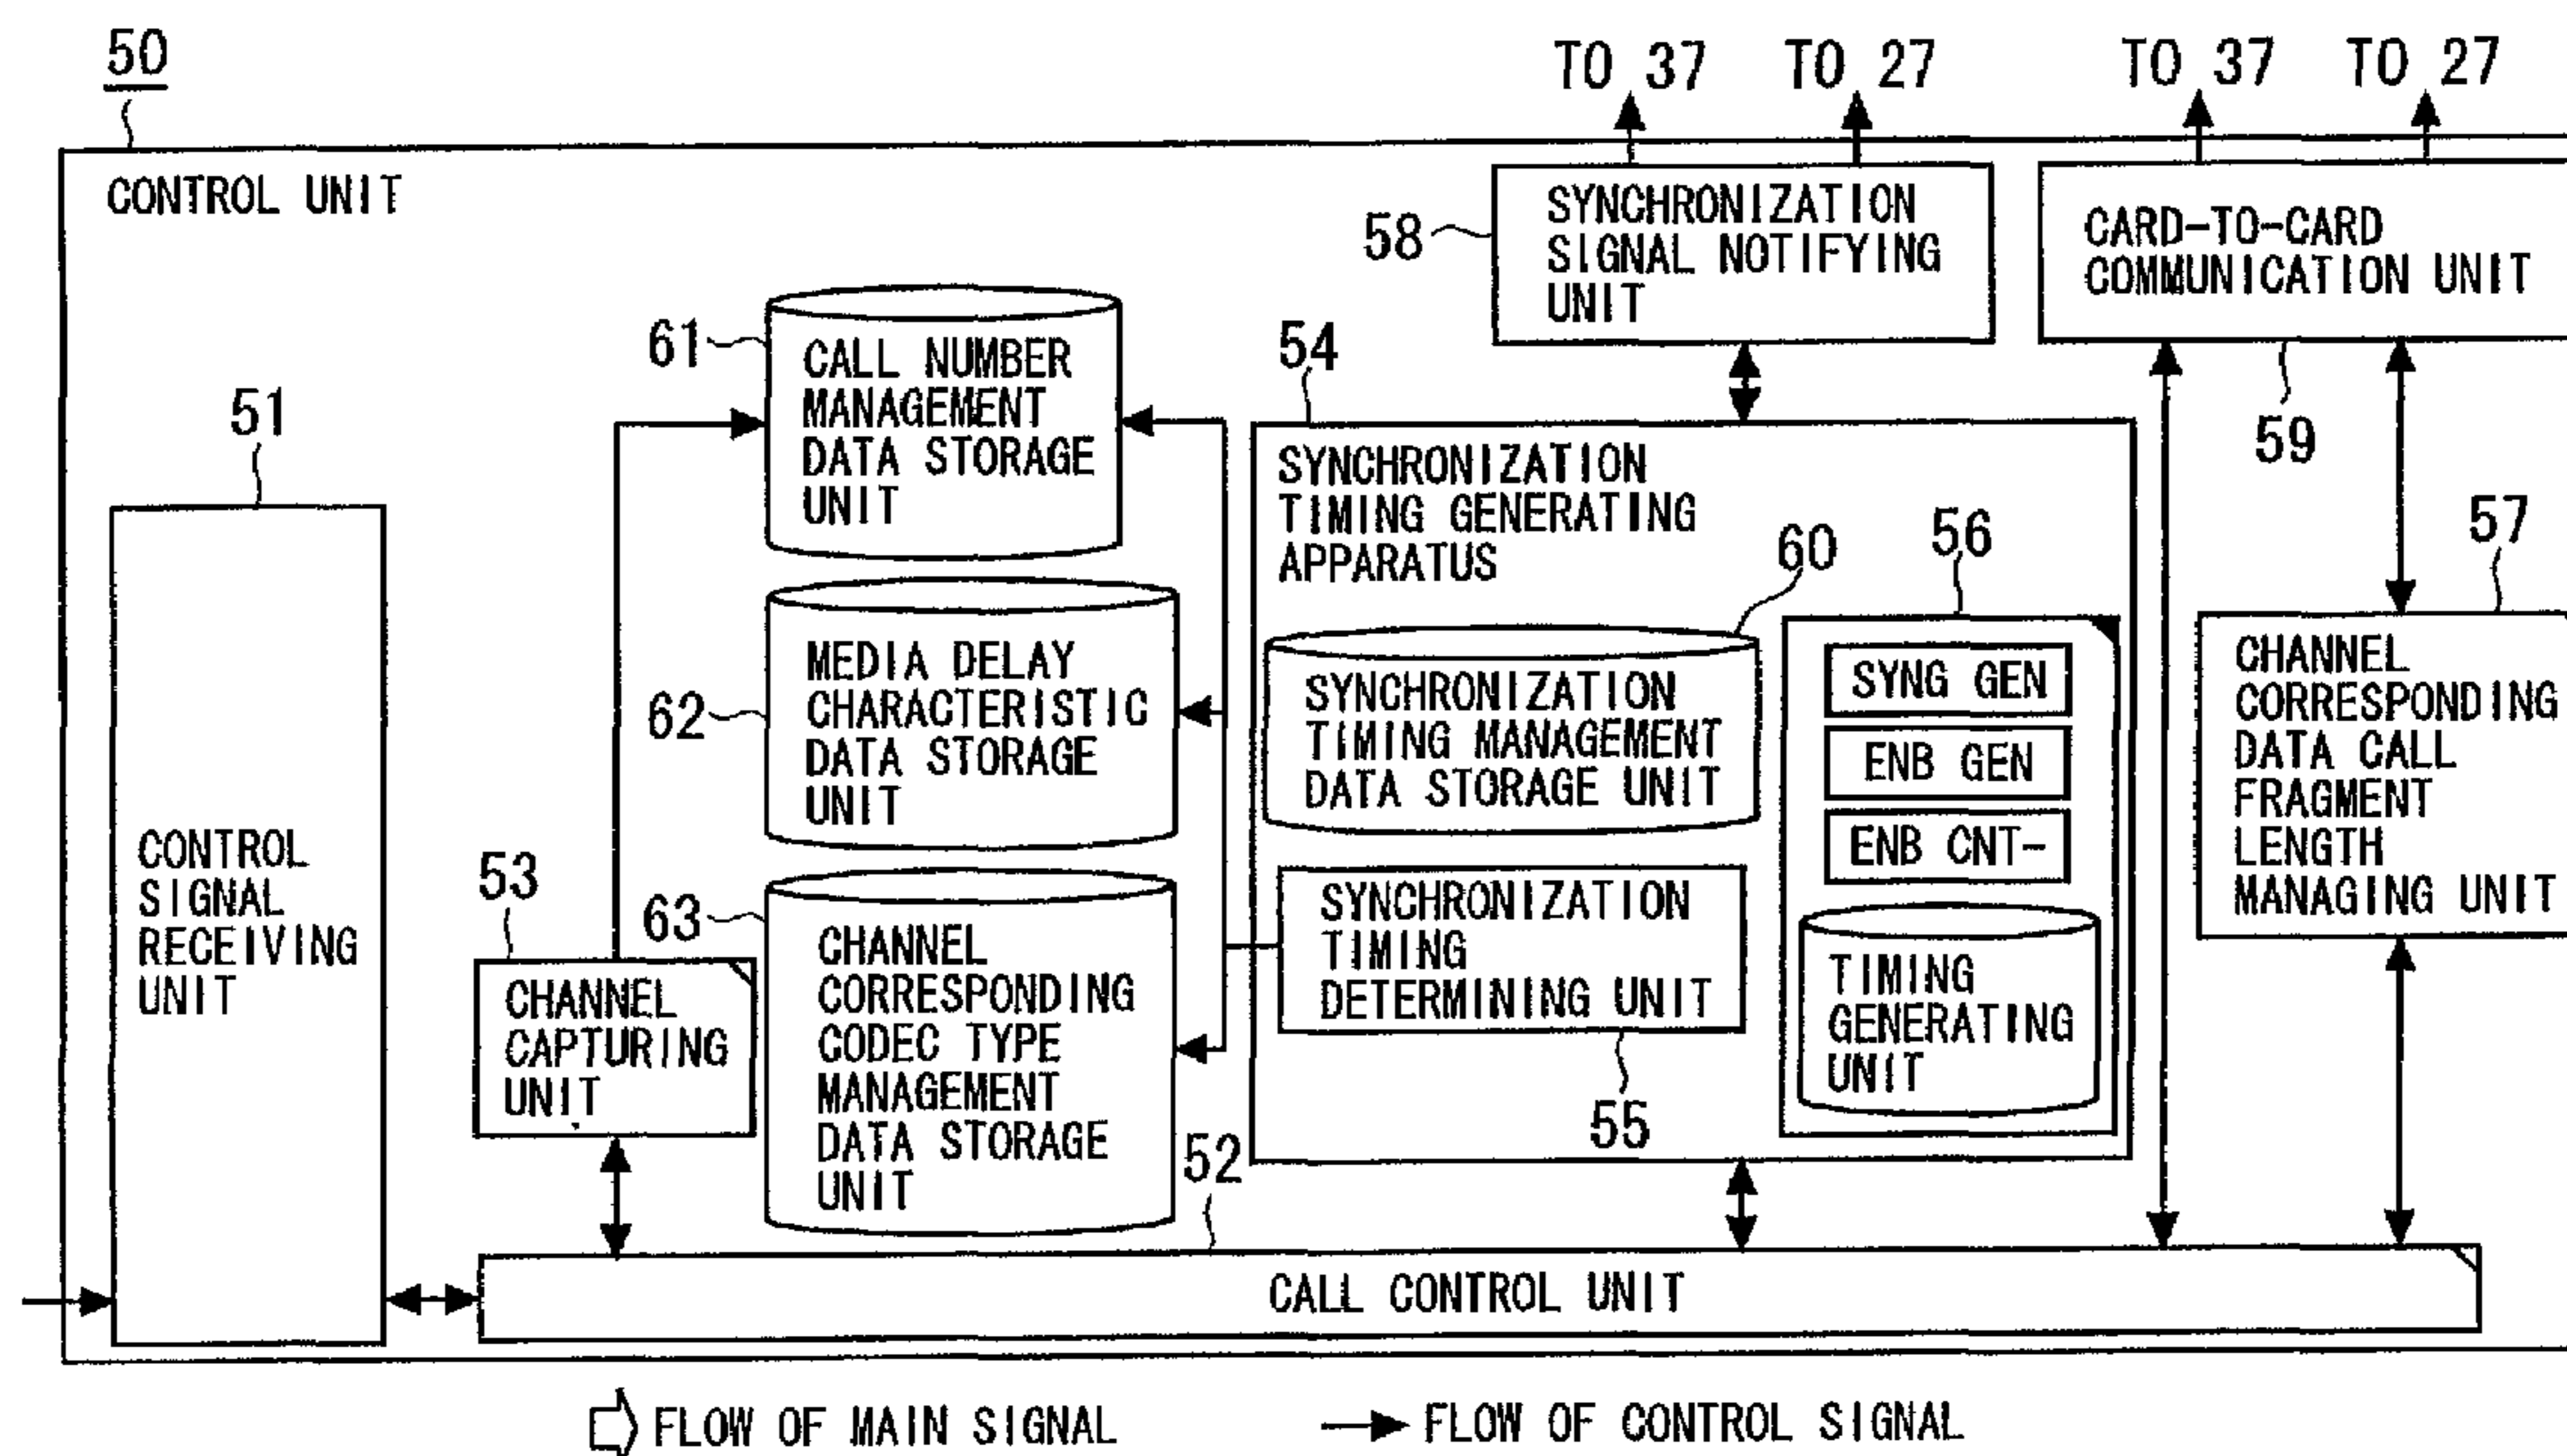 50
TO 37 TO 27 TO 37 TO 27
CONTROL UNIT
58
SYNCHRONIZATION
SIGNAL NOTIFYING
UNIT
CARD-TO-CARD
COMMUNICATION UNIT
59
61
CALL NUMBER
MANAGEMENT
DATA STORAGE
UNIT
54
51
SYNCHRONIZATION
TIMING GENERATING
APPARATUS
60
56
57
62
MEDIA DELAY
CHARACTERISTIC
DATA STORAGE
UNIT
SYNCHRONIZATION
TIMING MANAGEMENT
DATA STORAGE UNIT
SYNG GEN
ENB GEN
ENB CNT-
TIMING
GENERATING
UNIT
CHANNEL
CORRESPONDING
DATA CALL
FRAGMENT
LENGTH
MANAGING UNIT
CONTROL
SIGNAL
RECEIVING
UNIT
53
CHANNEL
CAPTURING
UNIT
63
CHANNEL
CORRESPONDING
CODEC TYPE
MANAGEMENT
DATA STORAGE
UNIT
SYNCHRONIZATION
TIMING
DETERMINING UNIT
55
52
CALL CONTROL UNIT
FLOW OF MAIN SIGNAL
FLOW OF CONTROL SIGNAL